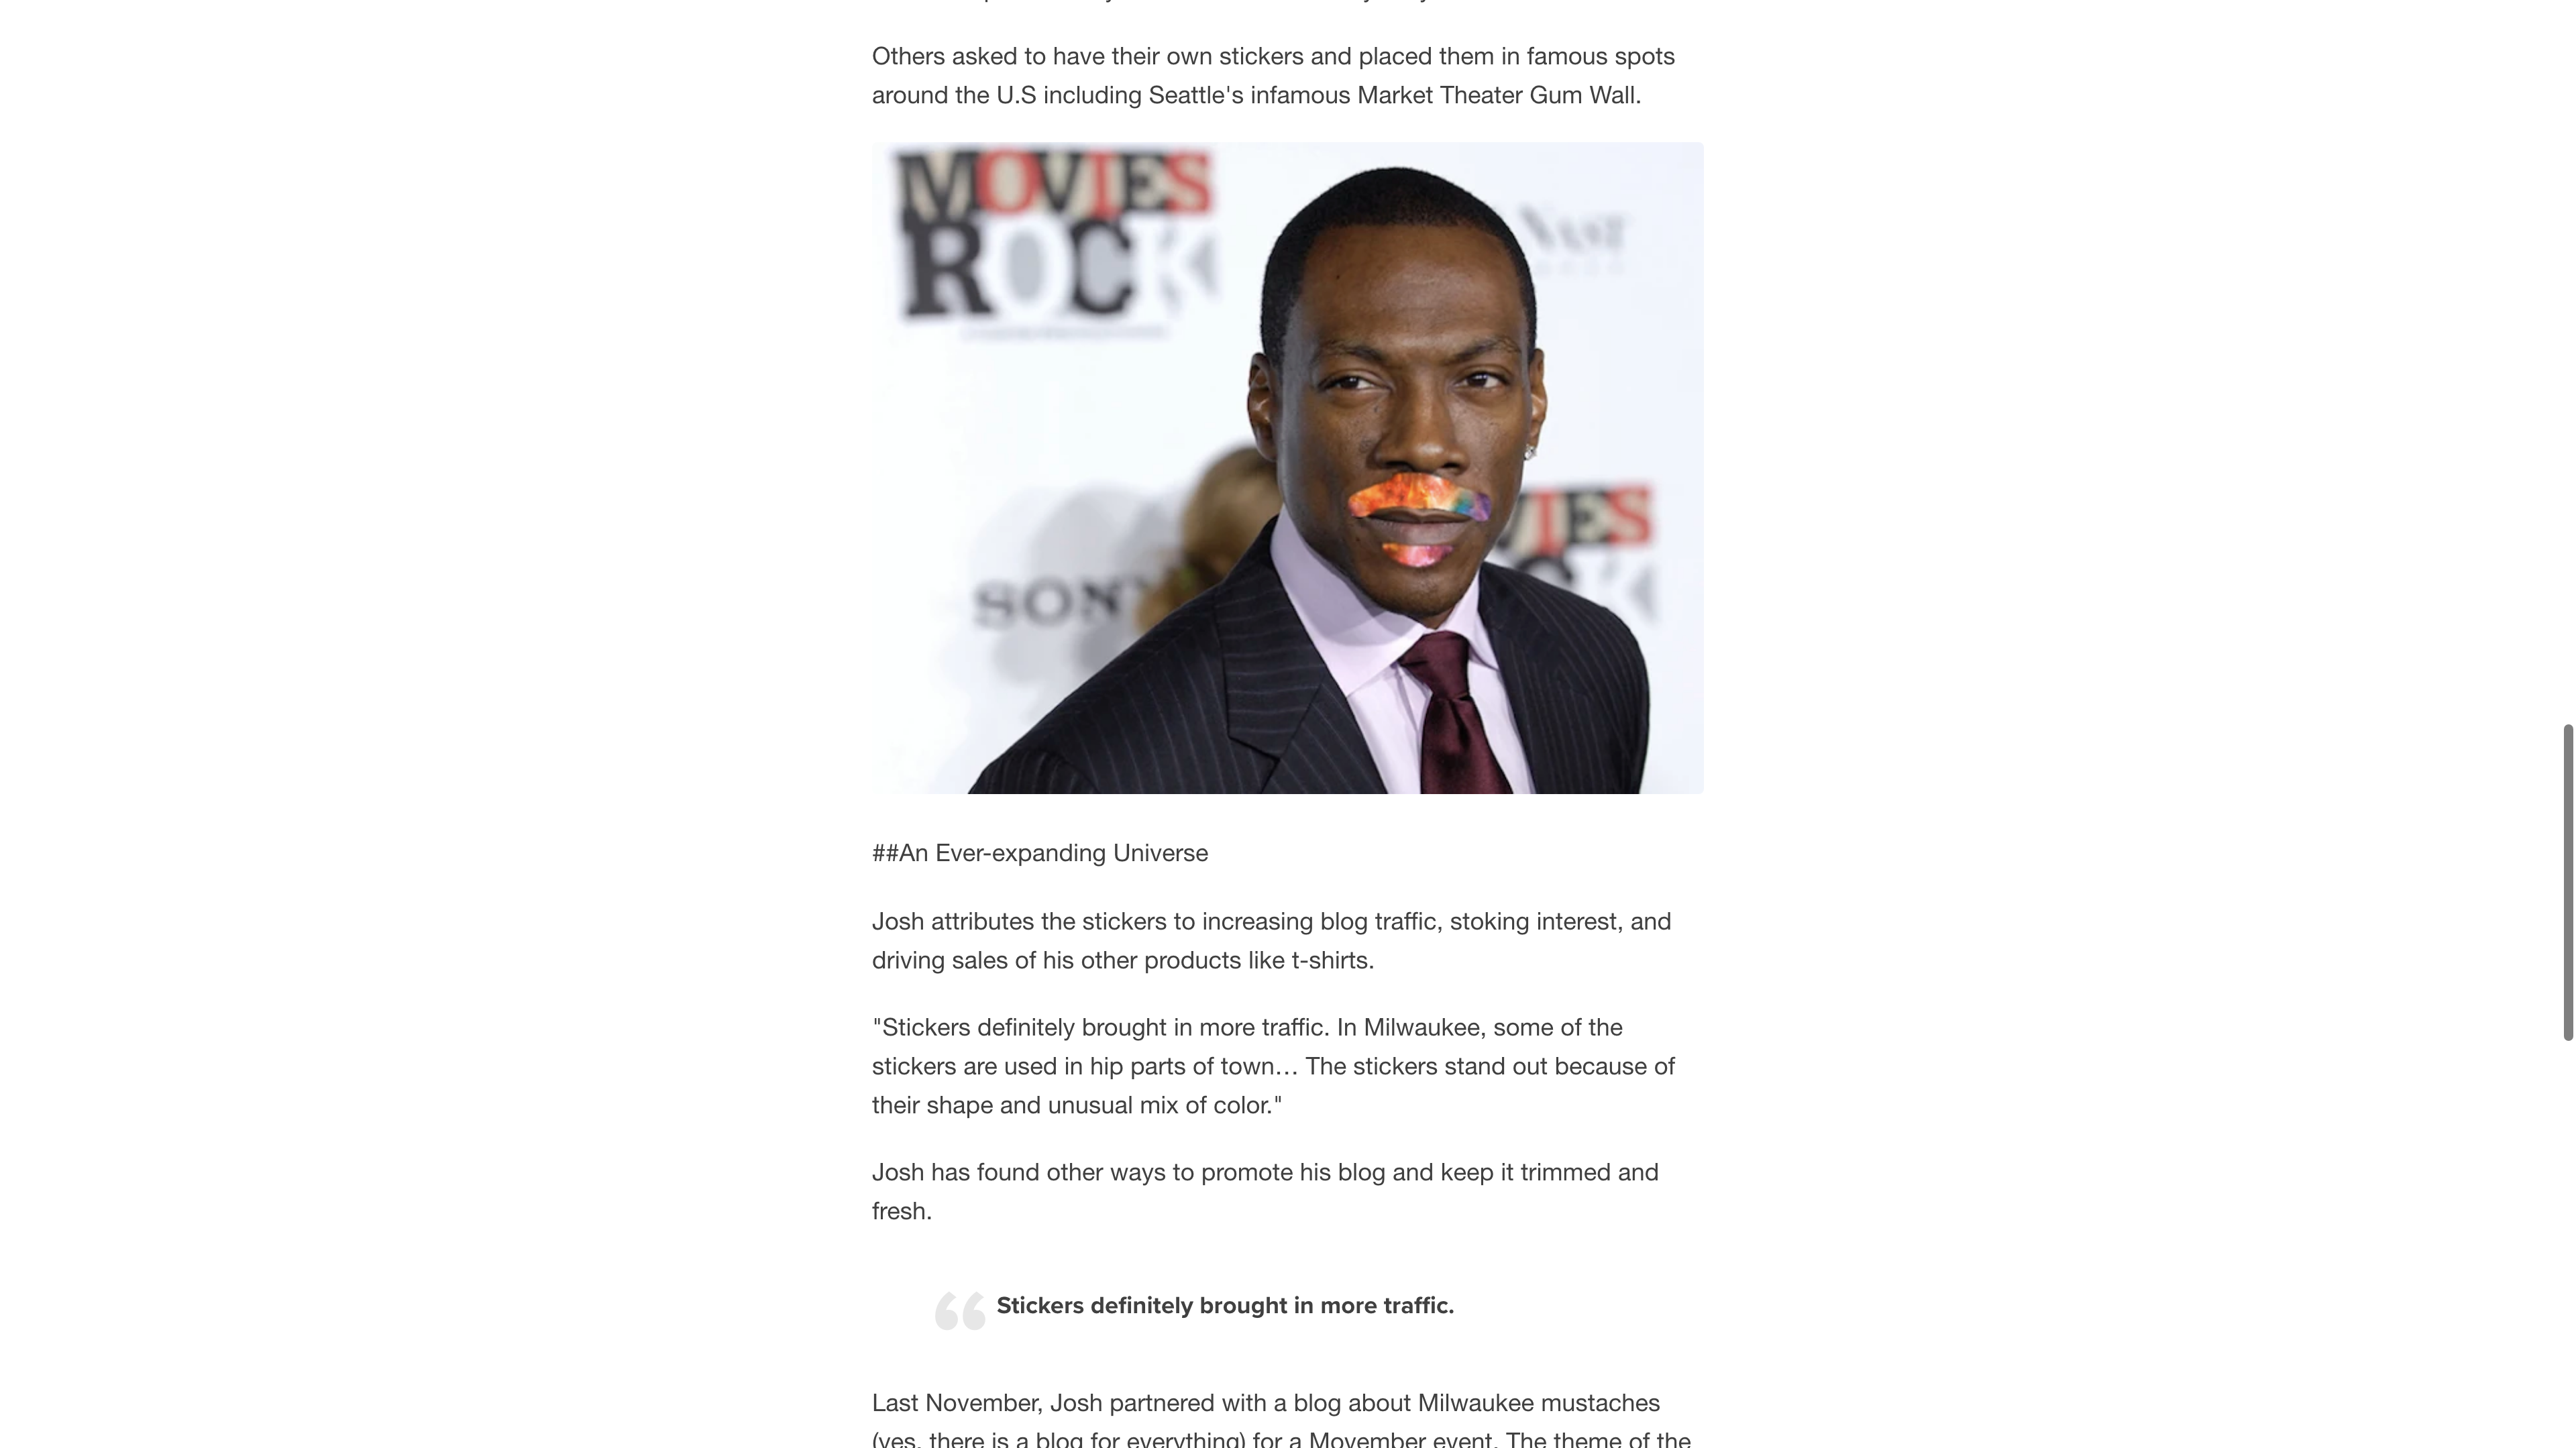 Others asked to have their own stickers and placed them in famous spots
around the U.S including Seattle's infamous Market Theater Gum Wall.
MOVIES
ROCK
SONY
##An Ever-expanding Universe
Josh attributes the stickers to increasing blog traffic, stoking interest, and
driving sales of his other products like t-shirts.
"Stickers definitely brought in more traffic. In Milwaukee, some of the
stickers are used in hip parts of town… The stickers stand out because of
their shape and unusual mix of color."
Josh has found other ways to promote his blog and keep it trimmed and
fresh.
“ Stickers definitely brought in more traffic.
Last November, Josh partnered with a blog about Milwaukee mustaches
(yes, there is a blog for everything) for a Movember event. The theme of the